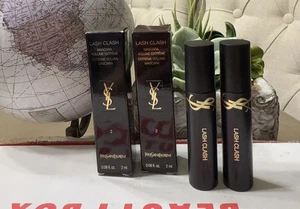 LASH CLASH
MASCARA
VOLUME EXTRÊME
EXTREME VOLUME
MASCARA
YSL
YVESSAINTLAURENT
0.06 fl. oz. 2 ml
LASH CLASH
MASCARA
VOLUME EXTRÊME
EXTREME VOLUME
MASCARA
YSL
YVESSAINTLAURENT
0.06 fl. oz. 2 ml
YSL
LASH CLASH
YSL
LASH CLASH